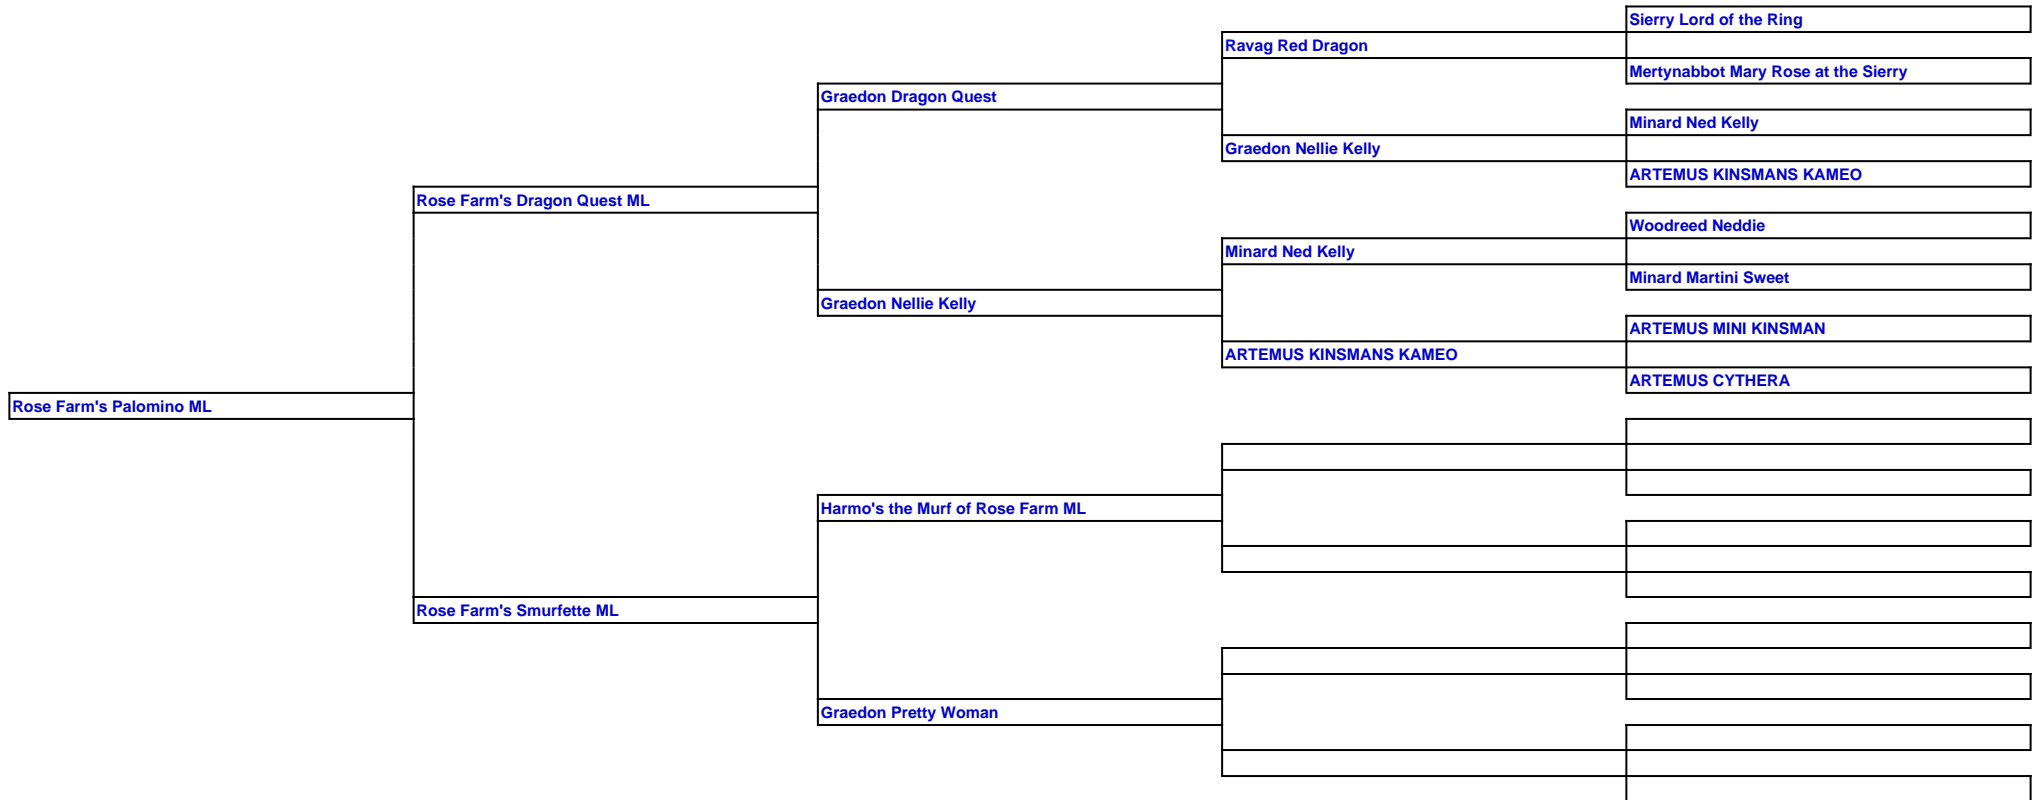 Sierry Lord of the Ring
Ravag Red Dragon
Mertynabbot Mary Rose at the Sierry
Graedon Dragon Quest
Minard Ned Kelly
Graedon Nellie Kelly
ARTEMUS KINSMANS KAMEO
Rose Farm's Dragon Quest ML
Woodreed Neddie
Minard Ned Kelly
Minard Martini Sweet
Graedon Nellie Kelly
ARTEMUS MINI KINSMAN
ARTEMUS KINSMANS KAMEO
ARTEMUS CYTHERA
Rose Farm's Palomino ML
Harmo's the Murf of Rose Farm ML
Rose Farm's Smurfette ML
Graedon Pretty Woman